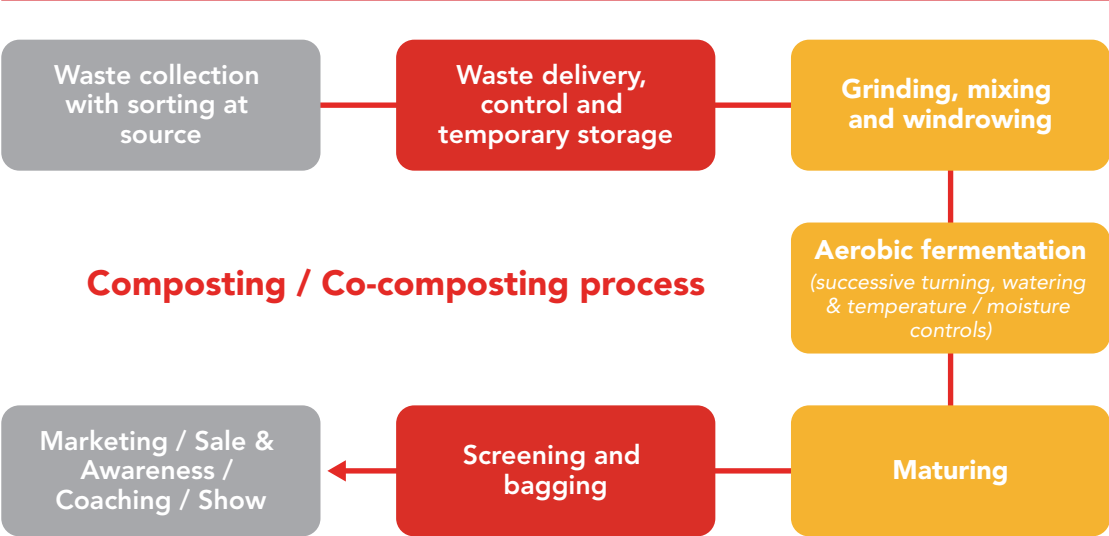 Waste collection
with sorting at
source
Waste delivery,
control and
temporary storage
Grinding, mixing
and windrowing
Aerobic fermentation
(successive turning, watering
& temperature / moisture
controls)
Composting / Co-composting process
Maturing
Screening and
bagging
Marketing / Sale &
Awareness /
Coaching / Show